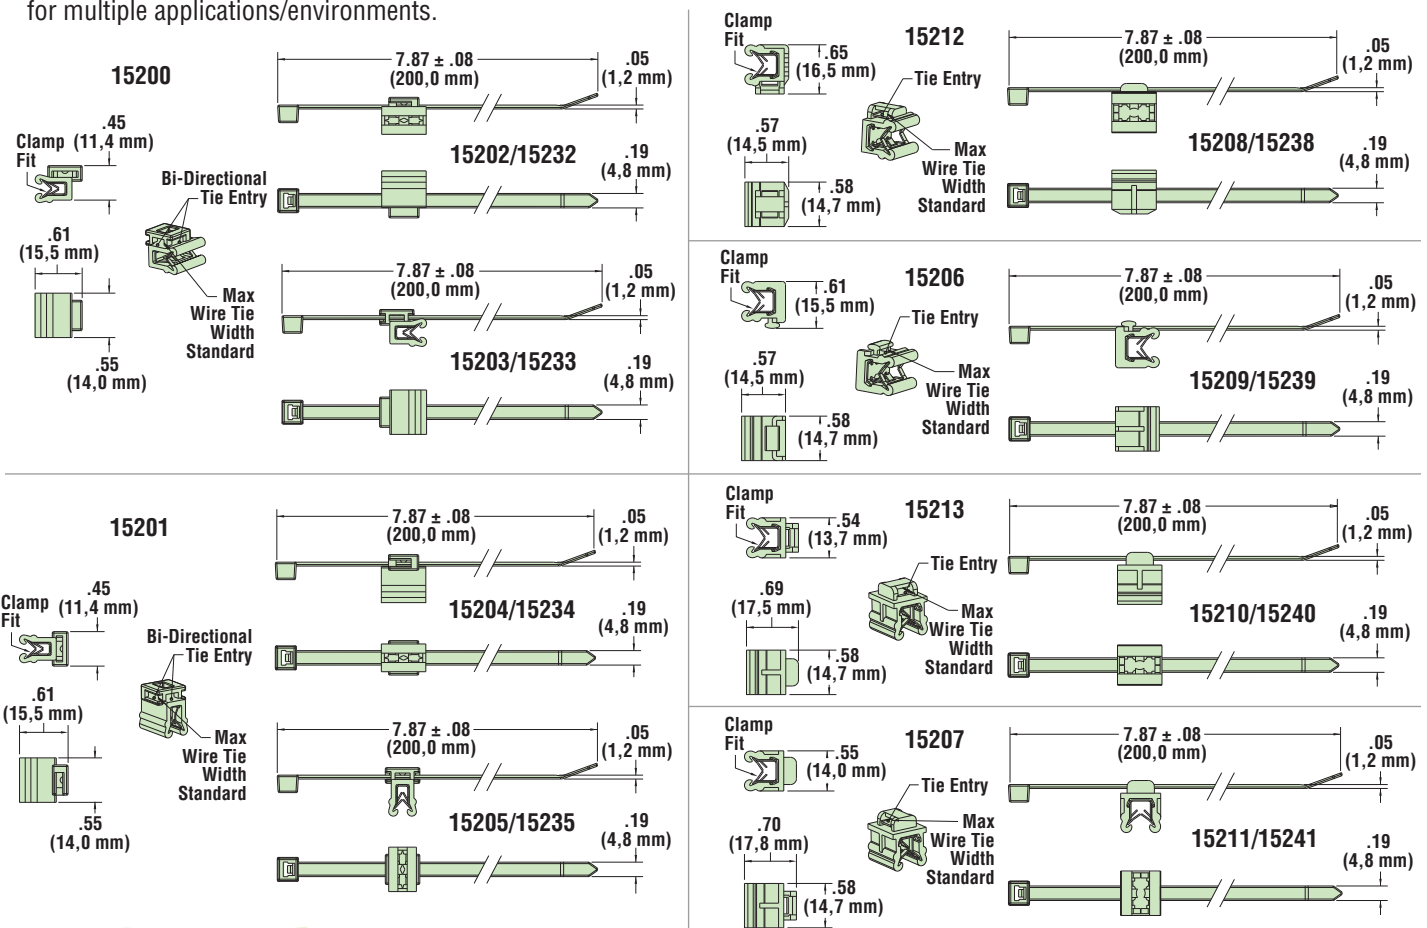 for multiple applications/environments.
15200
Clamp
Fit
.45
(11,4 mm)
Bi-Directional
Tie Entry
.61
(15,5 mm)
Max
Wire Tie
Width
Standard
.55
(14,0 mm)
7.87 ± .08
(200,0 mm)
.05
(1,2 mm)
15202/15232
.19
(4,8 mm)
7.87 ± .08
(200,0 mm)
.05
(1,2 mm)
15203/15233
.19
(4,8 mm)
15201
Clamp
Fit
.45
(11,4 mm)
Bi-Directional
Tie Entry
.61
(15,5 mm)
Max
Wire Tie
Width
Standard
.55
(14,0 mm)
7.87 ± .08
(200,0 mm)
.05
(1,2 mm)
15204/15234
.19
(4,8 mm)
7.87 ± .08
(200,0 mm)
.05
(1,2 mm)
15205/15235
.19
(4,8 mm)
Clamp
Fit
15212
.65
(16,5 mm)
Tie Entry
.57
(14,5 mm)
Max
Wire Tie
Width
Standard
.58
(14,7 mm)
7.87 ± .08
(200,0 mm)
.05
(1,2 mm)
15208/15238
.19
(4,8 mm)
Clamp
Fit
15206
.61
(15,5 mm)
Tie Entry
.57
(14,5 mm)
Max
Wire Tie
Width
Standard
.58
(14,7 mm)
7.87 ± .08
(200,0 mm)
.05
(1,2 mm)
15209/15239
.19
(4,8 mm)
Clamp
Fit
15213
.54
(13,7 mm)
Tie Entry
.69
(17,5 mm)
Max
Wire Tie
Width
Standard
.58
(14,7 mm)
7.87 ± .08
(200,0 mm)
.05
(1,2 mm)
15210/15240
.19
(4,8 mm)
Clamp
Fit
15207
.55
(14,0 mm)
Tie Entry
.70
(17,8 mm)
Max
Wire Tie
Width
Standard
.58
(14,7 mm)
7.87 ± .08
(200,0 mm)
.05
(1,2 mm)
15211/15241
.19
(4,8 mm)